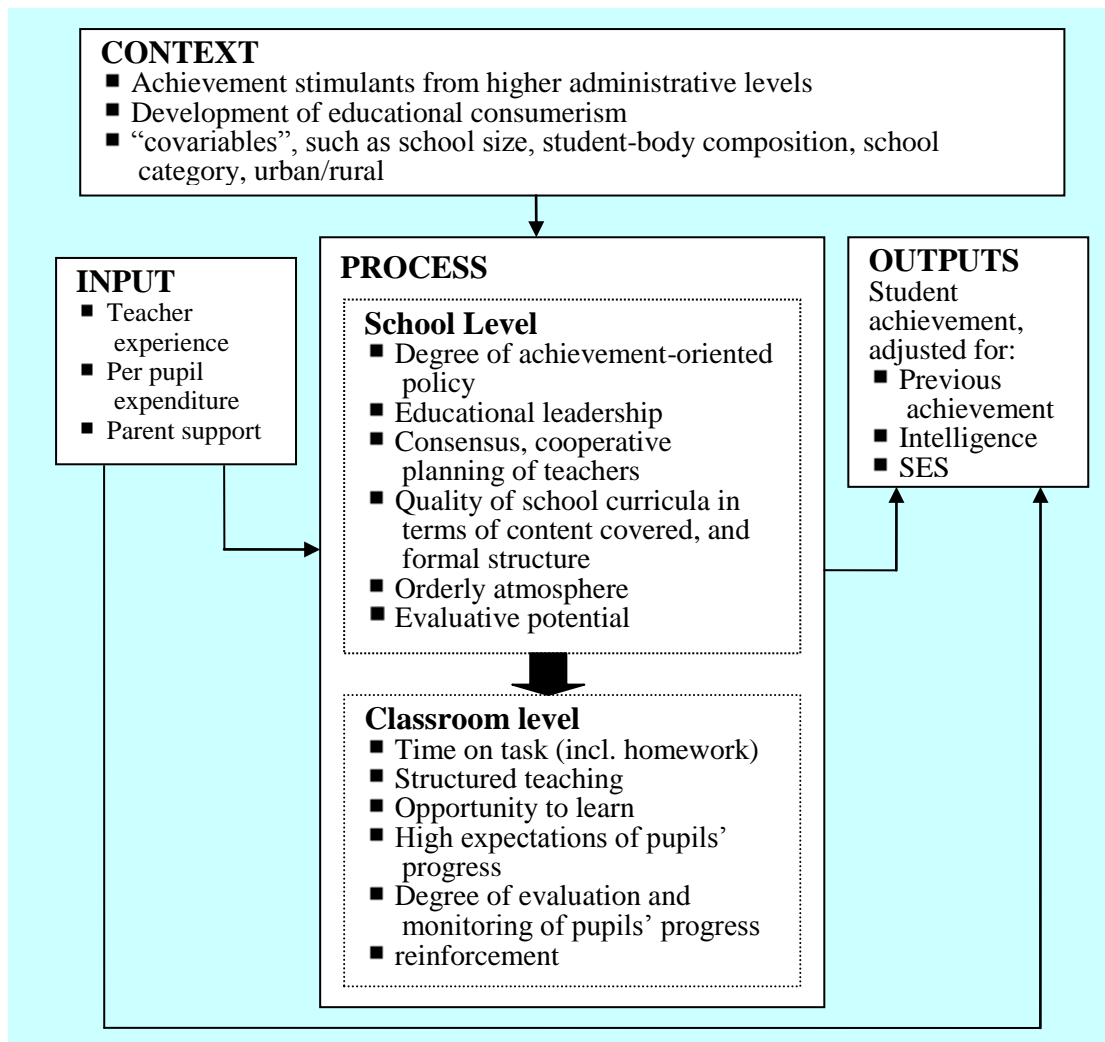 CONTEXT
■ Achievement stimulants from higher administrative levels
■ Development of educational consumerism
■ “covariables”, such as school size, student-body composition, school
category, urban/rural
INPUT
■ Teacher
experience
■ Per pupil
expenditure
■ Parent support
PROCESS
School Level
■ Degree of achievement-oriented
policy
■ Educational leadership
■ Consensus, cooperative
planning of teachers
■ Quality of school curricula in
terms of content covered, and
formal structure
■ Orderly atmosphere
■ Evaluative potential
Classroom level
■ Time on task (incl. homework)
■ Structured teaching
■ Opportunity to learn
■ High expectations of pupils’
progress
■ Degree of evaluation and
monitoring of pupils’ progress
■ reinforcement
OUTPUTS
Student
achievement,
adjusted for:
■ Previous
achievement
■ Intelligence
■ SES